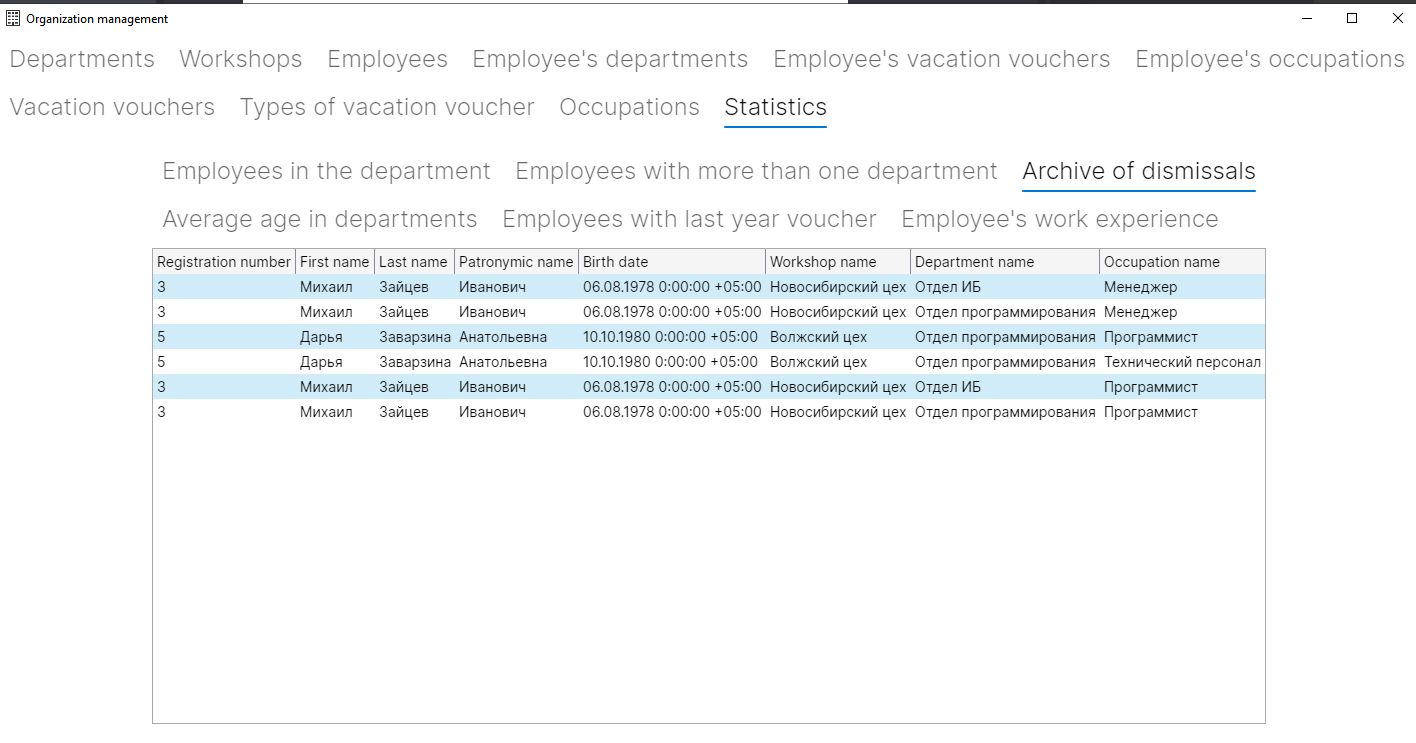 Organization management
Departments Workshops Employees Employee's departments Employee's vacation vouchers Employee's occupations
Vacation vouchers Types of vacation voucher Occupations Statistics
Employees in the department Employees with more than one department Archive of dismissals
Average age in departments Employees with last year voucher Employee's work experience
Registration number First name Last name Patronymic name Birth date Workshop name Department name Occupation name
3 Михаил Зайцев Иванович 06.08.1978 0:00:00 +05:00 Новосибирский цех Отдел ИБ Менеджер
3 Михаил Зайцев Иванович 06.08.1978 0:00:00 +05:00 Новосибирский цех Отдел программирования Менеджер
5 Дарья Заварзина Анатольевна 10.10.1980 0:00:00 +05:00 Волжский цех Отдел программирования Программист
5 Дарья Заварзина Анатольевна 10.10.1980 0:00:00 +05:00 Волжский цех Отдел программирования Технический персонал
3 Михаил Зайцев Иванович 06.08.1978 0:00:00 +05:00 Новосибирский цех Отдел ИБ Программист
3 Михаил Зайцев Иванович 06.08.1978 0:00:00 +05:00 Новосибирский цех Отдел программирования Программист